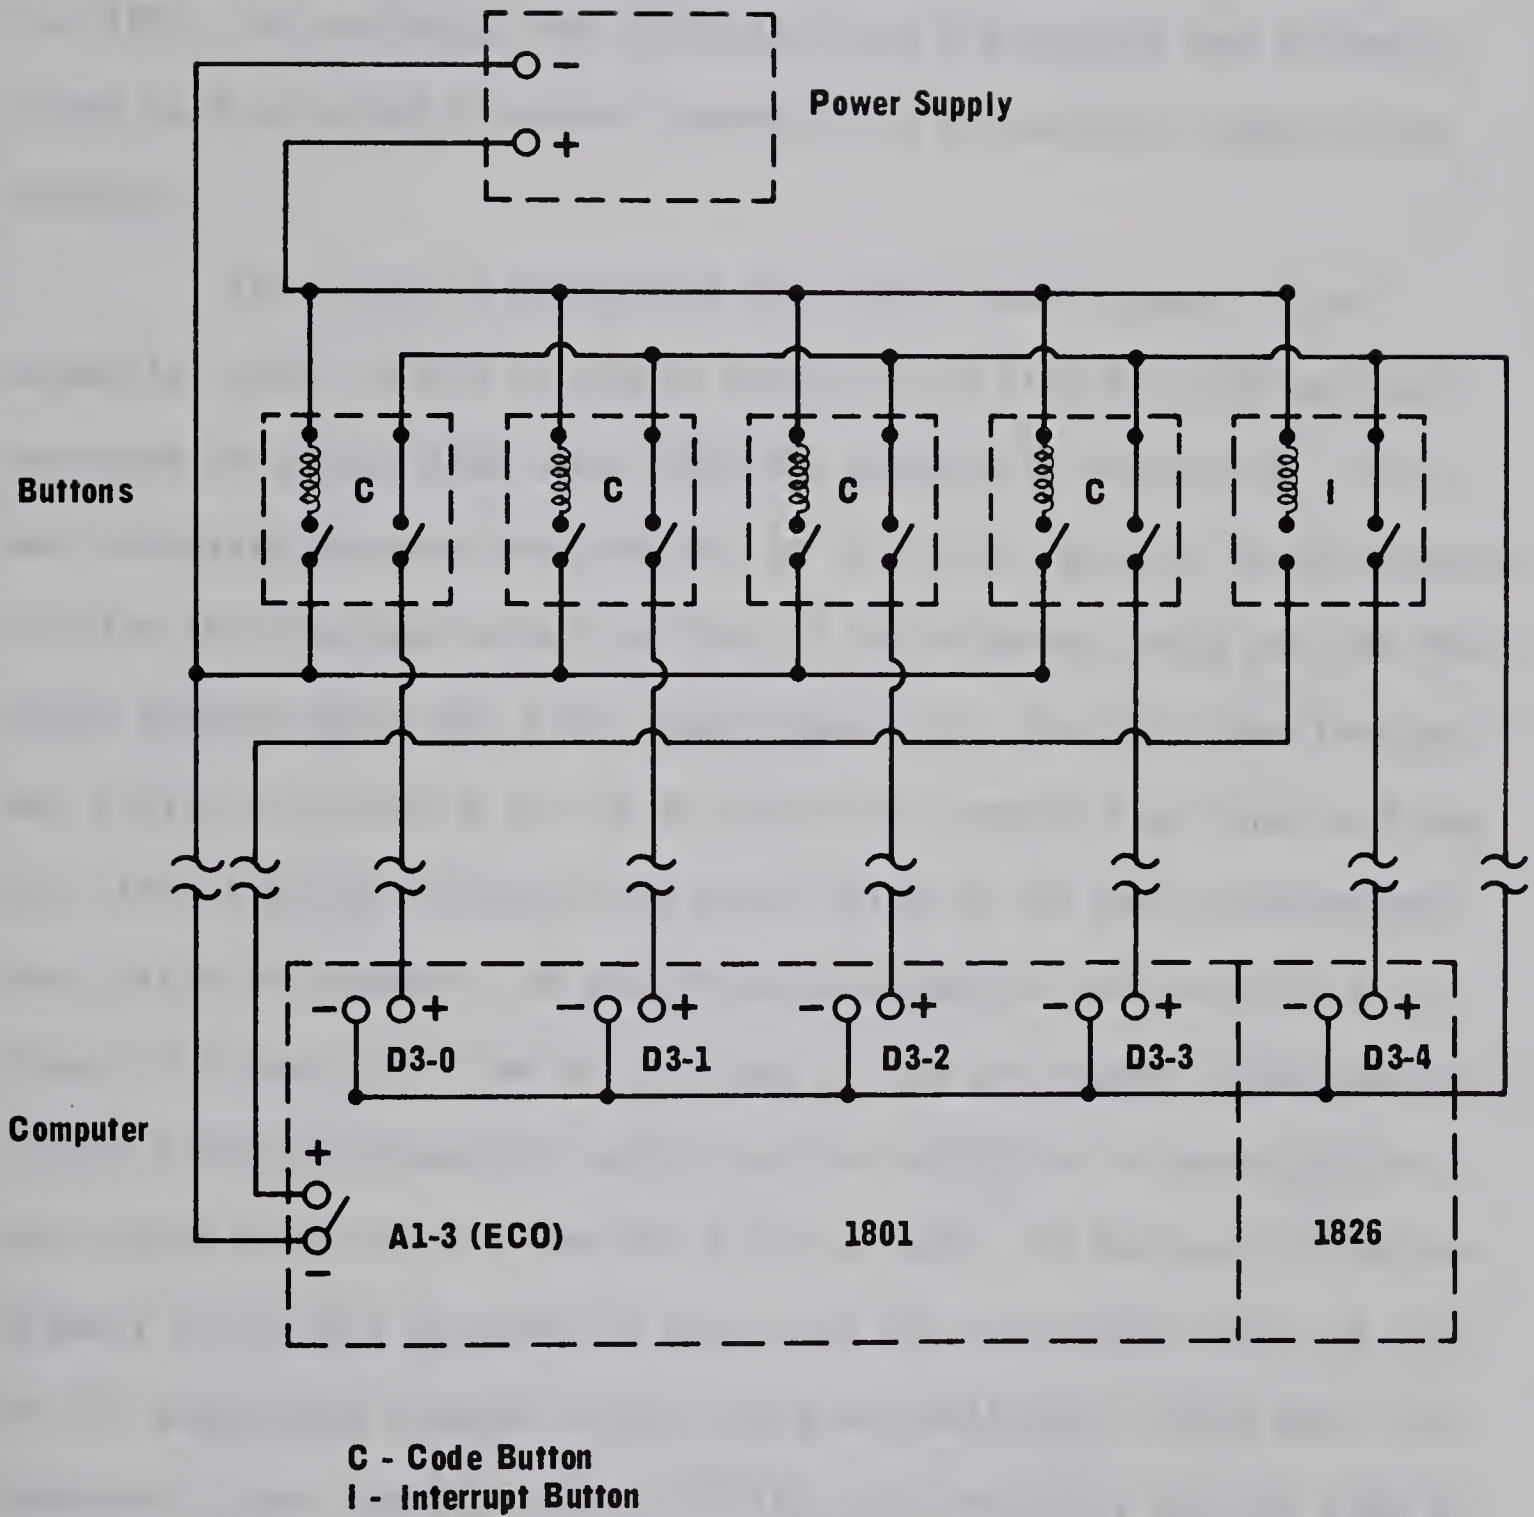 −
Power Supply
+
Buttons
C C C C I
− + − + − + − + − +
D3-0 D3-1 D3-2 D3-3 D3-4
Computer
+
A1-3 (ECO) 1801 1826
−
C - Code Button
I - Interrupt Button